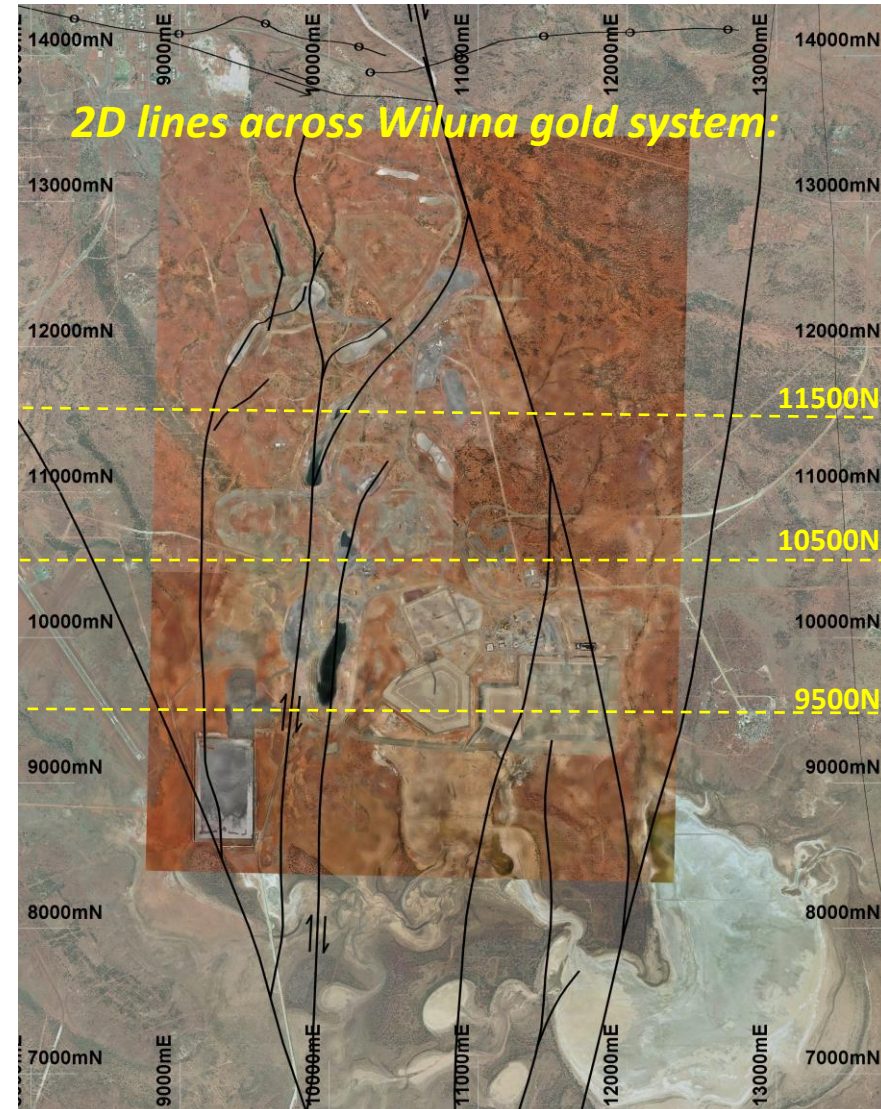 9000mE 10000mE 11000mE 12000mE 13000mE
14000mN 14000mN
2D lines across Wiluna gold system:
13000mN 13000mN
12000mN 12000mN
11500N
11000mN 11000mN
10500N
10000mN 10000mN
9500N
9000mN 9000mN
8000mN 8000mN
9000mE 10000mE 11000mE 12000mE 13000mE
7000mN 7000mN